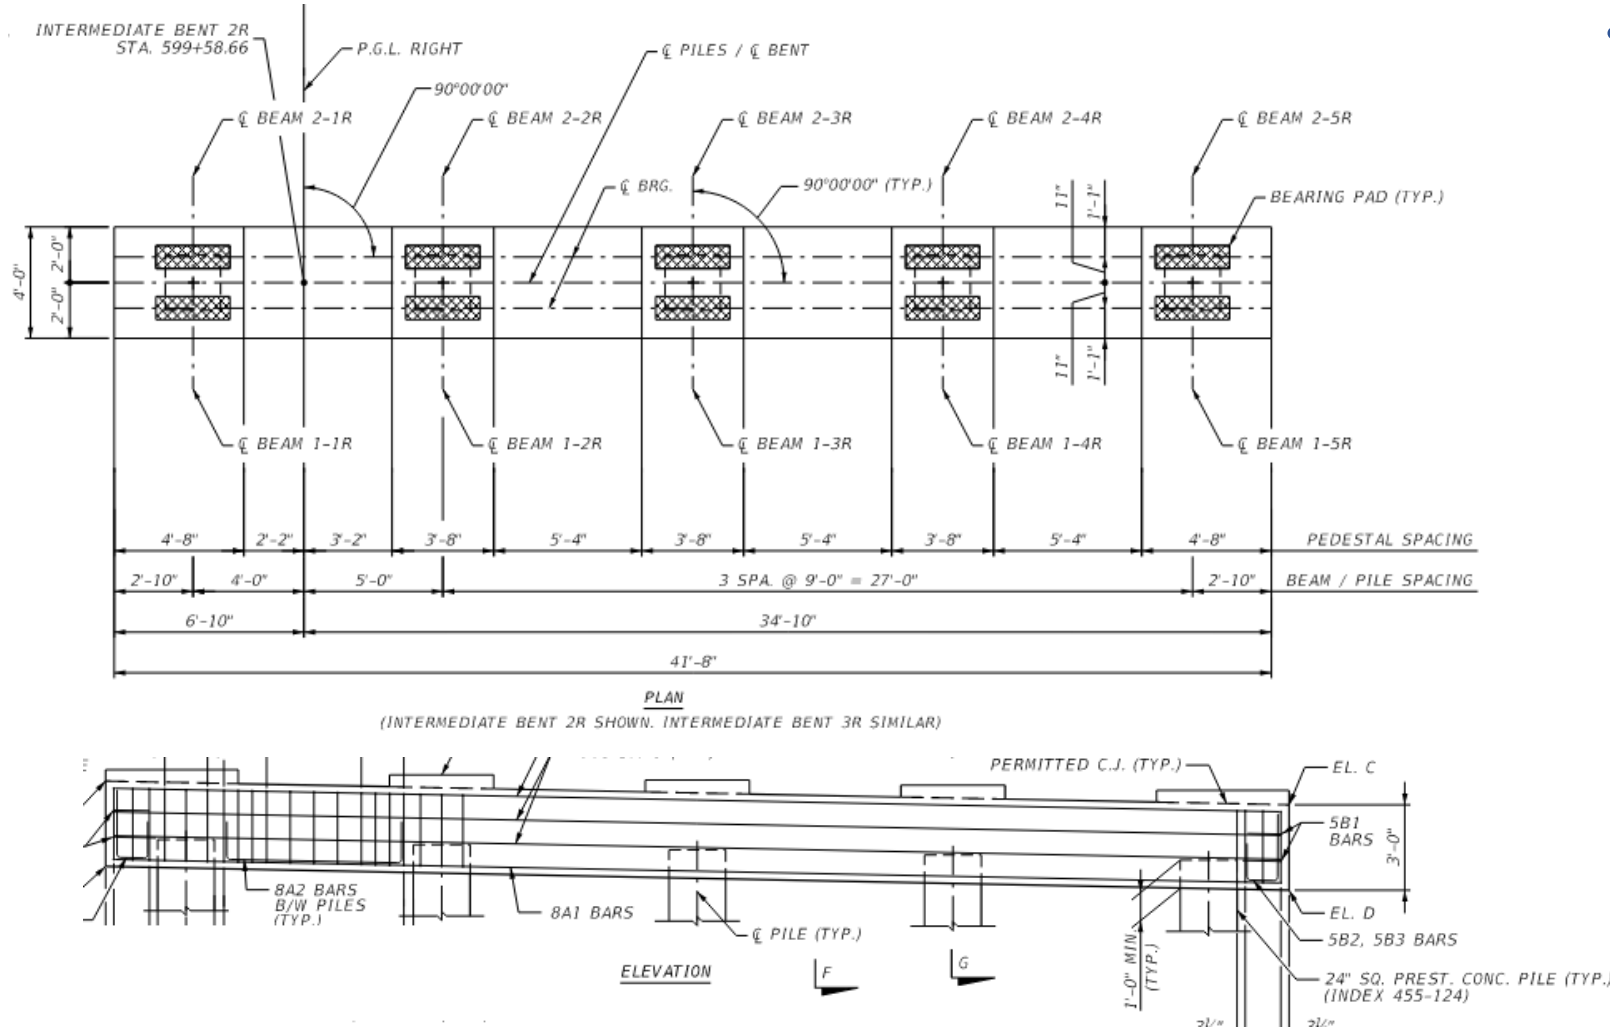 INTERMEDIATE BENT 2R
STA. 599+58.66
P.G.L. RIGHT
℄ PILES / ℄ BENT
90°00'00"
℄ BEAM 2-1R
℄ BEAM 2-2R
℄ BEAM 2-3R
℄ BEAM 2-4R
℄ BEAM 2-5R
℄ BRG.
90°00'00" (TYP.)
11"
1'-1"
BEARING PAD (TYP.)
4'-0"
2'-0"
2'-0"
11"
1'-1"
℄ BEAM 1-1R
℄ BEAM 1-2R
℄ BEAM 1-3R
℄ BEAM 1-4R
℄ BEAM 1-5R
4'-8" 2'-2" 3'-2" 3'-8" 5'-4" 3'-8" 5'-4" 3'-8" 5'-4" 4'-8" PEDESTAL SPACING
2'-10" 4'-0" 5'-0" 3 SPA. @ 9'-0" = 27'-0" 2'-10" BEAM / PILE SPACING
6'-10" 34'-10"
41'-8"
PLAN
(INTERMEDIATE BENT 2R SHOWN. INTERMEDIATE BENT 3R SIMILAR)
PERMITTED C.J. (TYP.)
EL. C
5B1
BARS
3'-0"
8A2 BARS
B/W PILES
(TYP.)
8A1 BARS
℄ PILE (TYP.)
1'-0" MIN.
(TYP.)
EL. D
5B2, 5B3 BARS
24" SQ. PREST. CONC. PILE (TYP.)
(INDEX 455-124)
ELEVATION
F
G